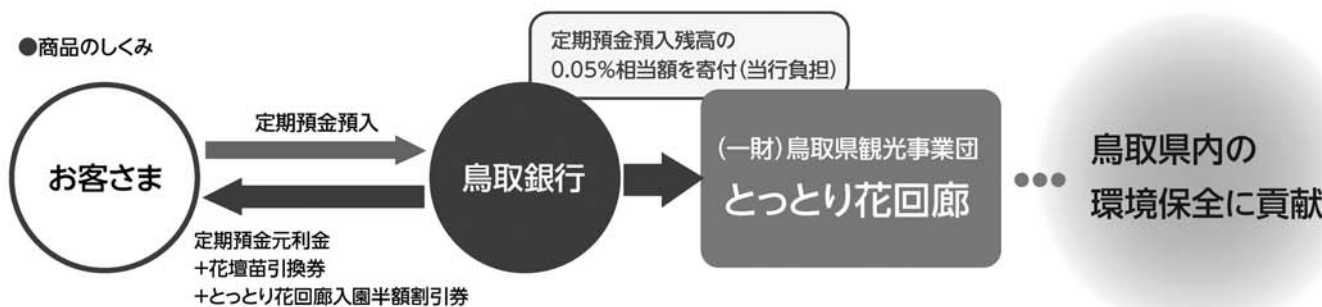 ●商品のしくみ
定期預金預入残高の
0.05%相当額を寄付(当行負担)
お客さま
定期預金預入
鳥取銀行
定期預金元利金
+花壇苗引換券
+とっとり花回廊入園半額割引券
(一財)鳥取県観光事業団
とっとり花回廊
鳥取県内の
環境保全に貢献